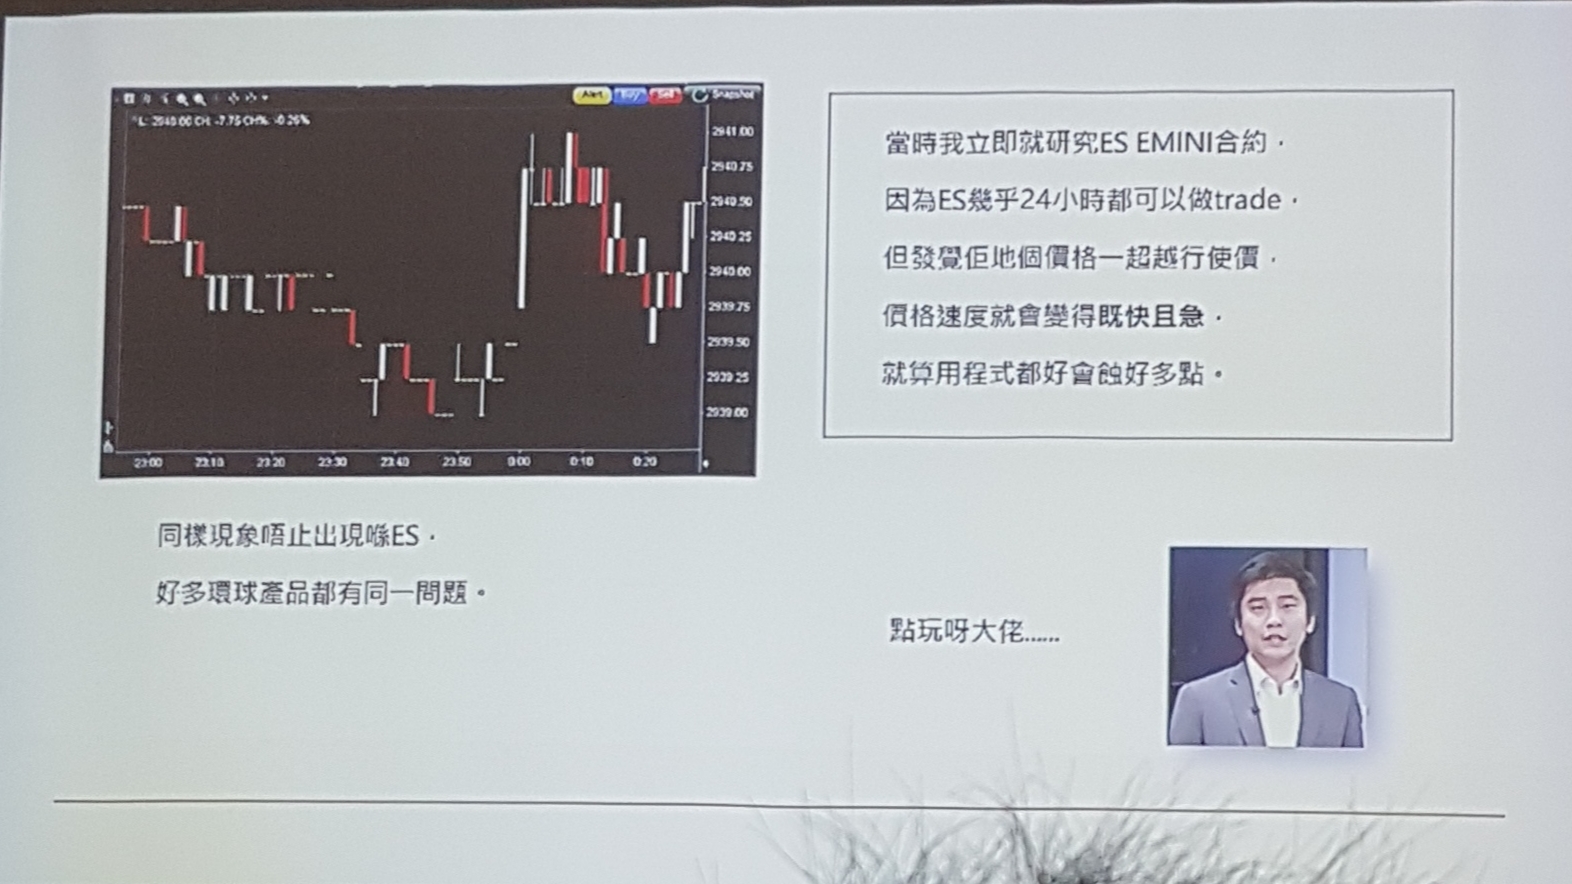 Alert Buy Sell Snapshot
L: 2940.00 CH: -7.75 CH%: -0.26%
2941.00
2940.75
2940.50
2940.25
2940.00
2939.75
2939.50
2939.25
2939.00
23:00 23:10 23:20 23:30 23:40 23:50 0:00 0:10 0:20
當時我立即就研究ES EMINI合約，
因為ES幾乎24小時都可以做trade，
但發覺佢地個價格一超越行使價，
價格速度就會變得既快且急，
就算用程式都好會蝕好多點。
同樣現象唔止出現喺ES，
好多環球產品都有同一問題。
點玩呀大佬......